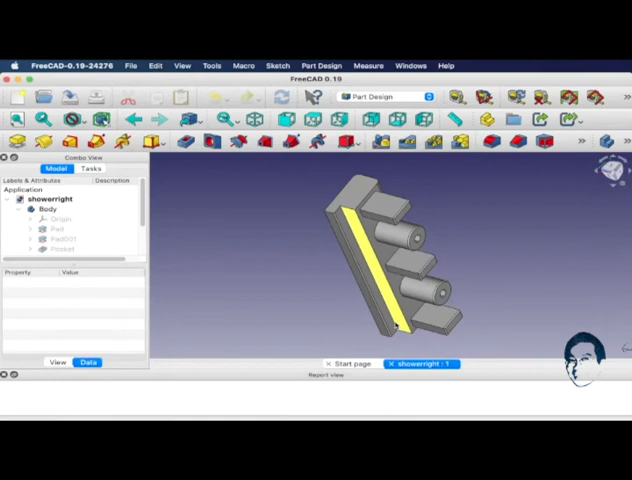 FreeCAD-0.19-24276 File Edit View Tools Macro Sketch Part Design Measure Windows Help
FreeCAD 0.19
Part Design
Combo View
Model Tasks
Labels & Attributes Description
Application
showerright
Body
Origin
Pad
Pad001
Pocket
Property Value
View Data
Start page showerright : 1
Report view